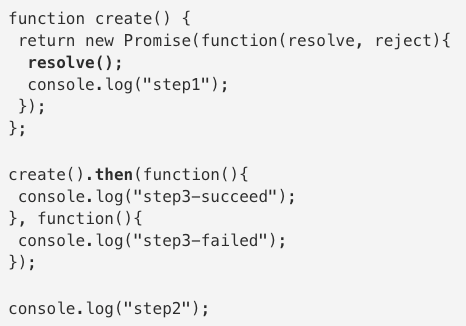 function create() {
 return new Promise(function(resolve, reject){
  resolve();
  console.log("step1");
 });
};

create().then(function(){
 console.log("step3-succeed");
}, function(){
 console.log("step3-failed");
});

console.log("step2");